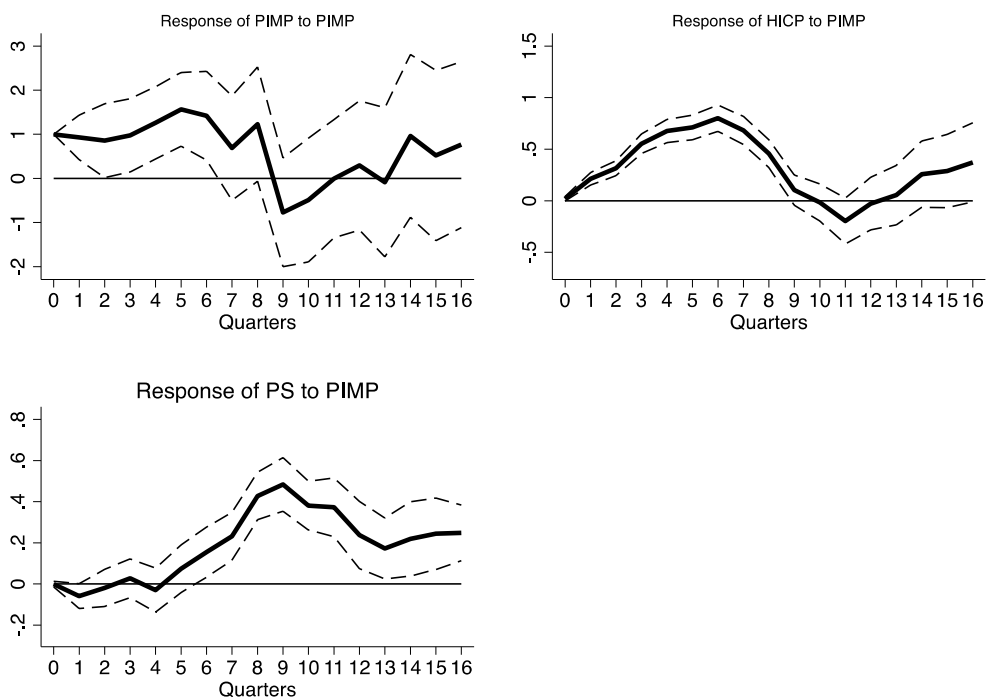 Response of PIMP to PIMP
3
2
1
0
-1
-2
0 1 2 3 4 5 6 7 8 9 10 11 12 13 14 15 16
Quarters
Response of HICP to PIMP
1.5
1
.5
0
-.5
0 1 2 3 4 5 6 7 8 9 10 11 12 13 14 15 16
Quarters
Response of PS to PIMP
.8
.6
.4
.2
0
-.2
0 1 2 3 4 5 6 7 8 9 10 11 12 13 14 15 16
Quarters